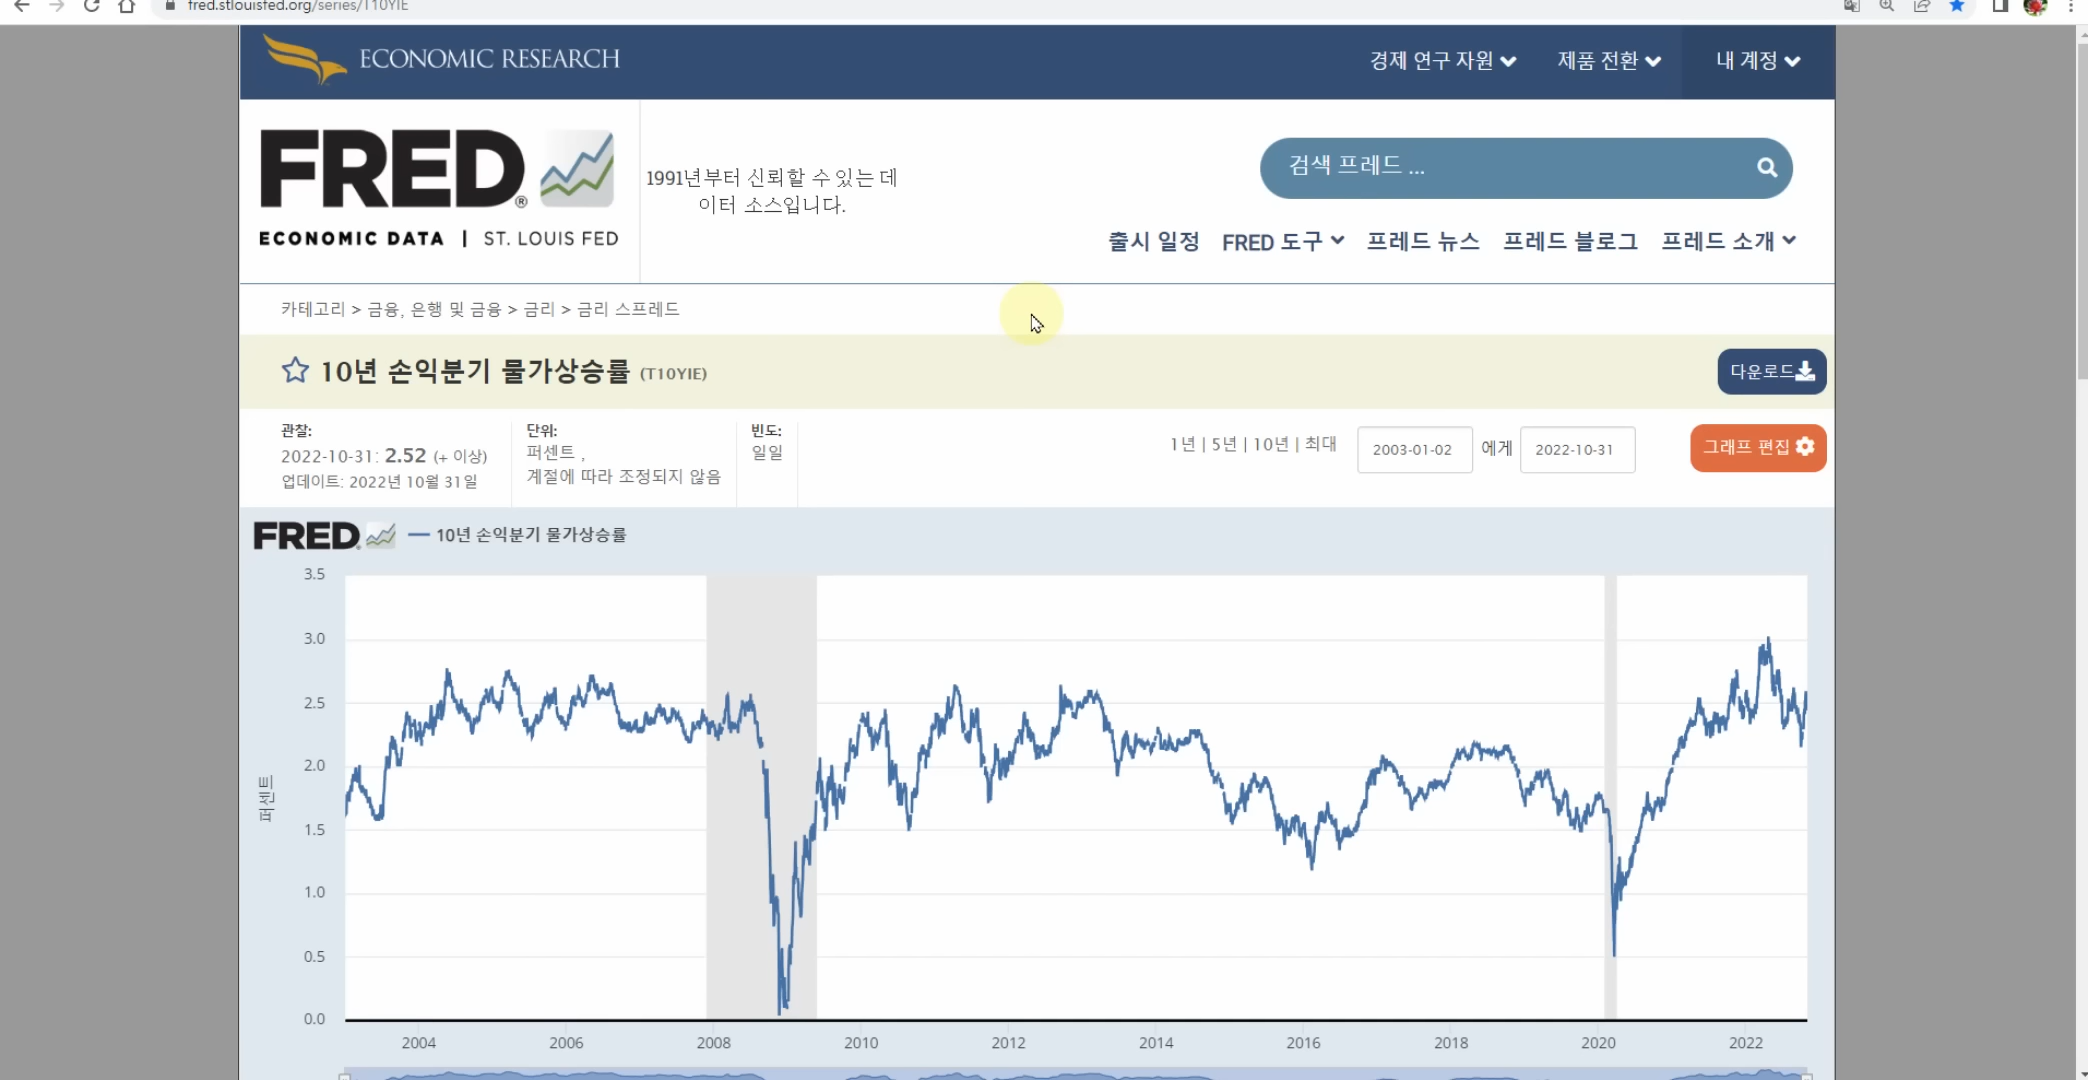 fred.stlouisfed.org/series/T10YIE
ECONOMIC RESEARCH
경제 연구 자원
제품 전환
내 계정
FRED®
ECONOMIC DATA | ST. LOUIS FED
1991년부터 신뢰할 수 있는 데
이터 소스입니다.
검색 프레드 ...
출시 일정
FRED 도구
프레드 뉴스
프레드 블로그
프레드 소개
카테고리 > 금융, 은행 및 금융 > 금리 > 금리 스프레드
10년 손익분기 물가상승률 (T10YIE)
다운로드
관찰:
2022-10-31: 2.52 (+ 이상)
업데이트: 2022년 10월 31일
단위:
퍼센트 ,
계절에 따라 조정되지 않음
빈도:
일일
1년 | 5년 | 10년 | 최대
2003-01-02
에게
2022-10-31
그래프 편집
FRED
10년 손익분기 물가상승률
퍼센트
3.5
3.0
2.5
2.0
1.5
1.0
0.5
0.0
2004
2006
2008
2010
2012
2014
2016
2018
2020
2022